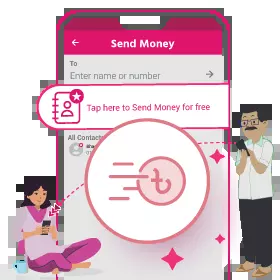 Send Money
To
Enter name or number
Tap here to Send Money for free
All Contacts
৳